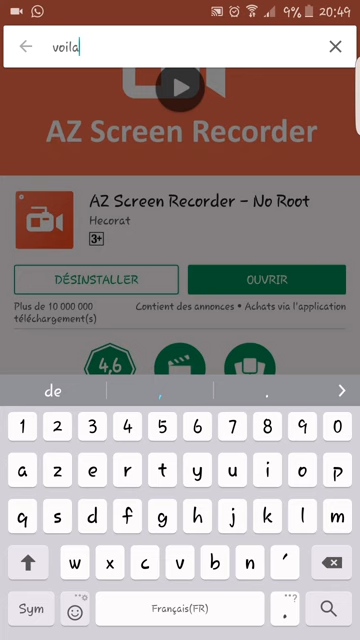 9% 20:49
voila
AZ Screen Recorder
AZ Screen Recorder – No Root
Hecorat
3+
DÉSINSTALLER OUVRIR
Plus de 10 000 000 téléchargement(s)
Contient des annonces • Achats via l'application
4,6
de , .
1 2 3 4 5 6 7 8 9 0
a z e r t y u i o p
q s d f g h j k l m
w x c v b n '
Sym Français(FR) .